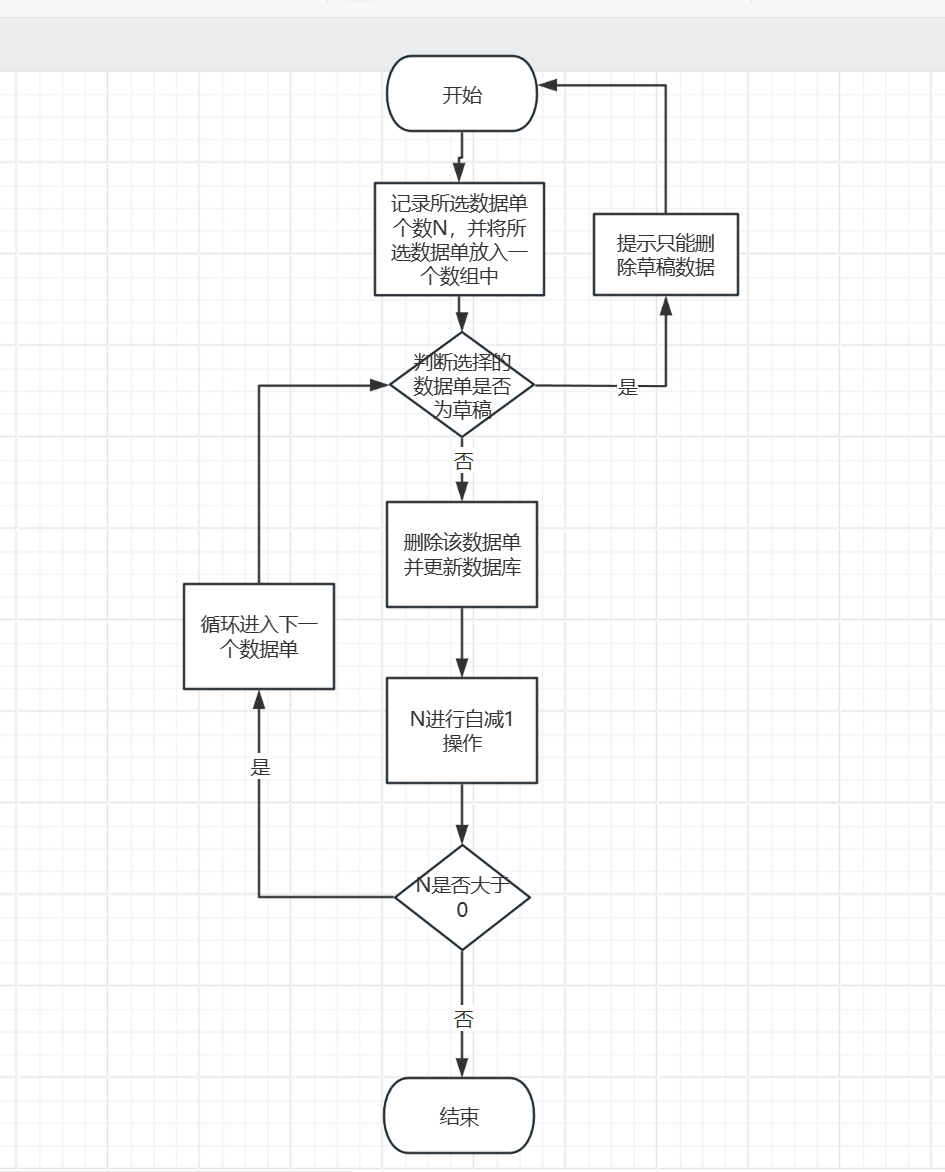 开始
记录所选数据单
个数N，并将所
选数据单放入一
个数组中
提示只能删
除草稿数据
判断选择的
数据单是否
为草稿
是
否
删除该数据单
并更新数据库
循环进入下一
个数据单
N进行自减1
操作
是
N是否大于
0
否
结束